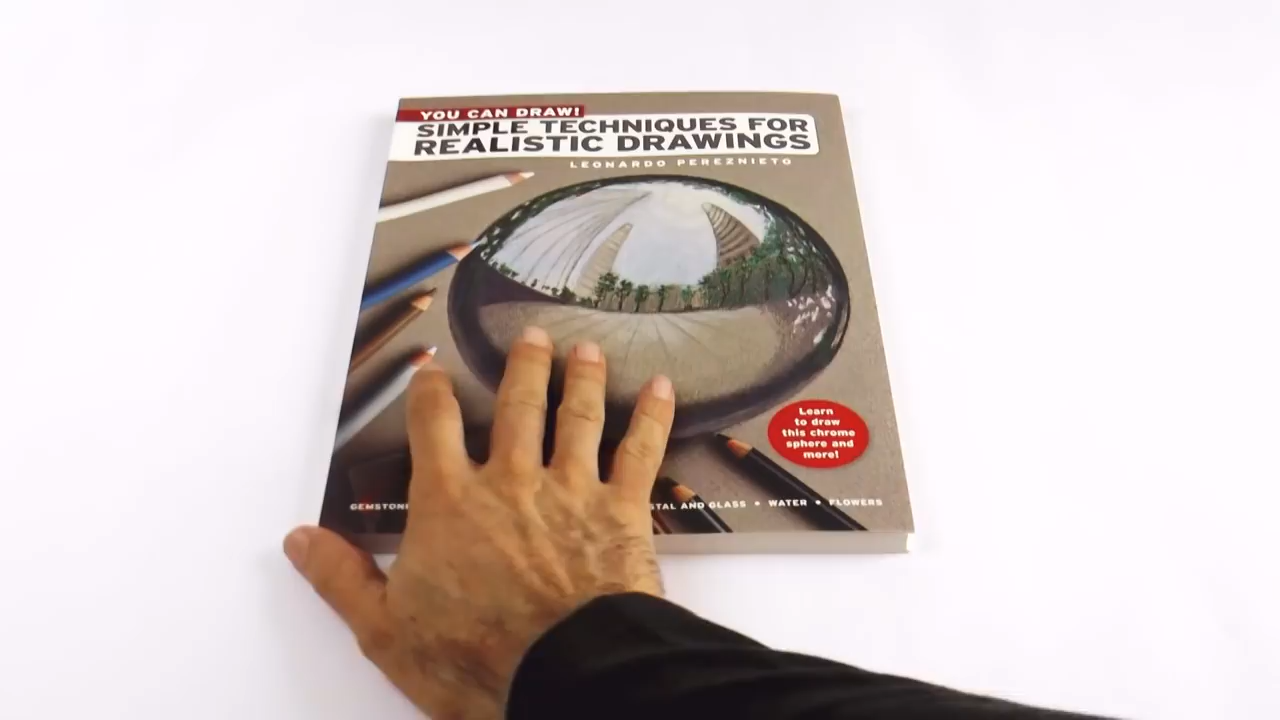 YOU CAN DRAW!
SIMPLE TECHNIQUES FOR
REALISTIC DRAWINGS
LEONARDO PEREZNIETO
Learn
to draw
this chrome
sphere and
more!
AND GLASS • WATER • FLOWERS